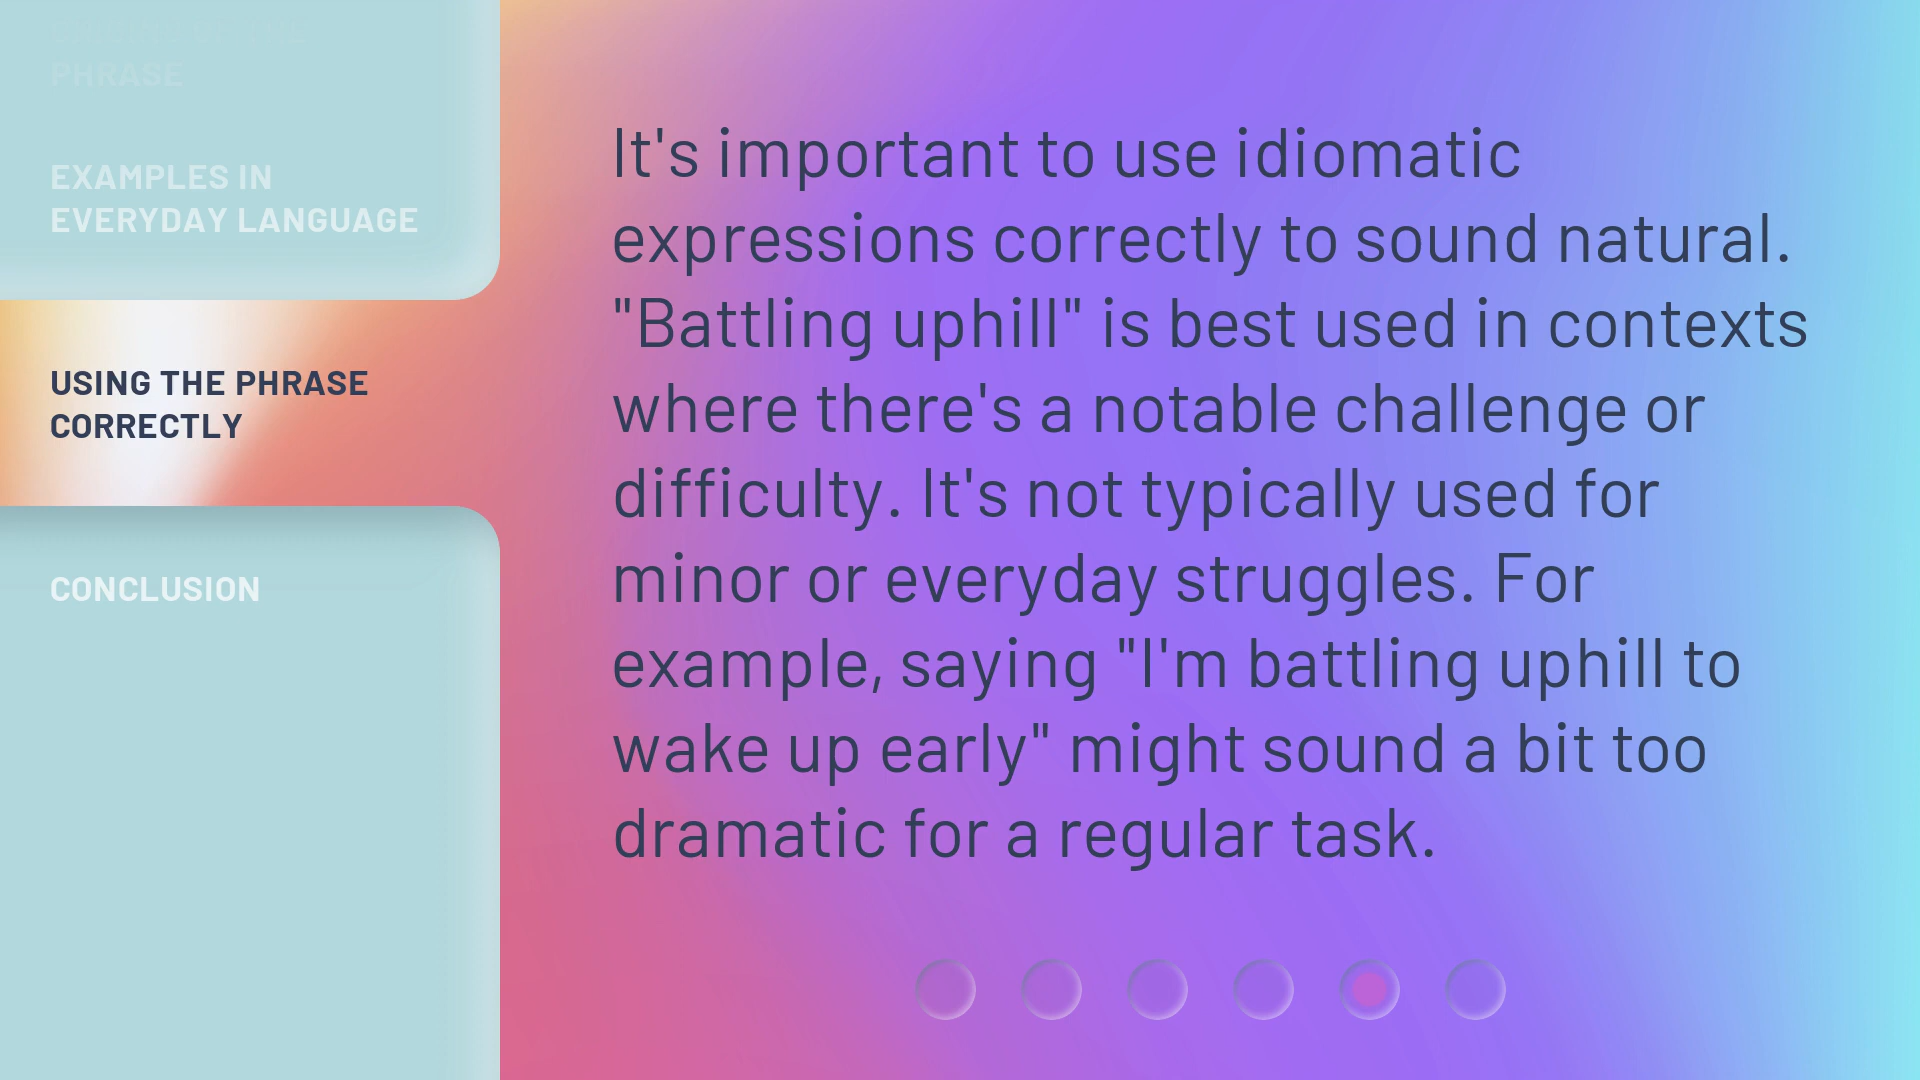 PHRASE
EXAMPLES IN
EVERYDAY LANGUAGE
USING THE PHRASE
CORRECTLY
CONCLUSION
It's important to use idiomatic
expressions correctly to sound natural.
"Battling uphill" is best used in contexts
where there's a notable challenge or
difficulty. It's not typically used for
minor or everyday struggles. For
example, saying "I'm battling uphill to
wake up early" might sound a bit too
dramatic for a regular task.